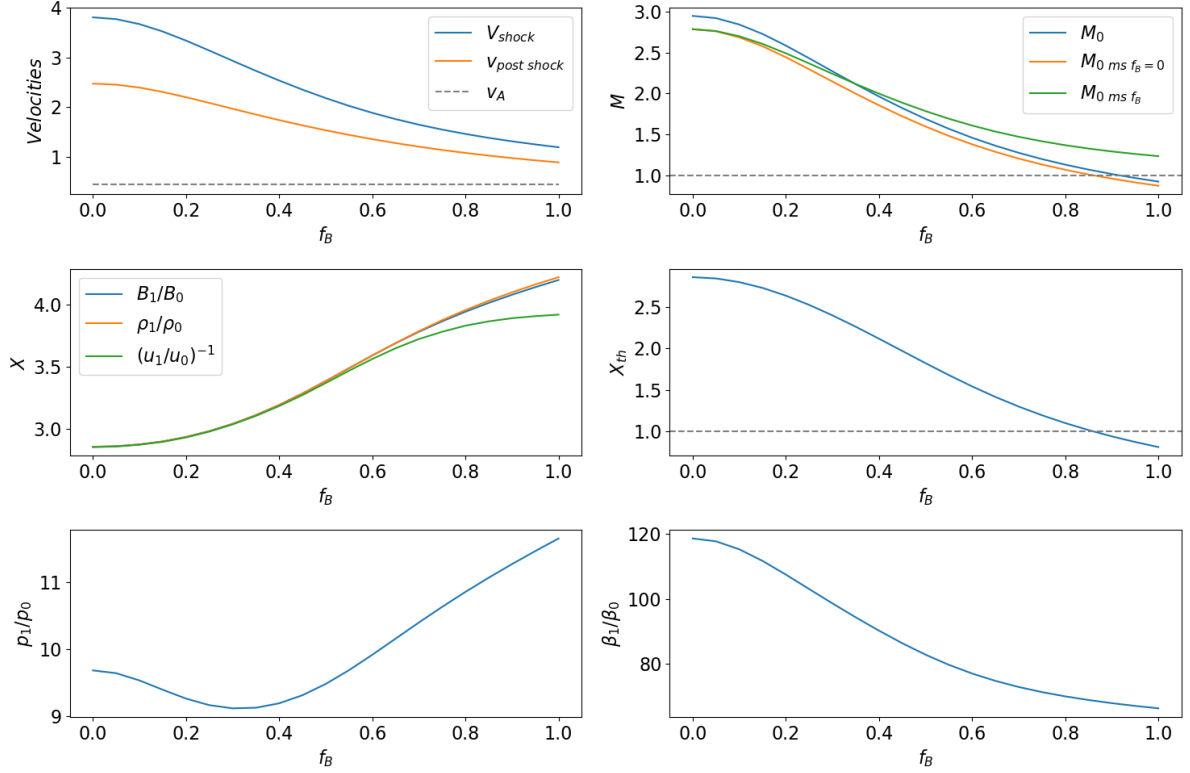 4
3
2
1
Velocities
V_shock
v_post shock
v_A
0.0 0.2 0.4 0.6 0.8 1.0
f_B
3.0
2.5
2.0
1.5
1.0
M
M_0
M_0 ms f_B=0
M_0 ms f_B
0.0 0.2 0.4 0.6 0.8 1.0
f_B
4.0
3.5
3.0
X
B_1/B_0
ρ_1/ρ_0
(u_1/u_0)^−1
0.0 0.2 0.4 0.6 0.8 1.0
f_B
2.5
2.0
1.5
1.0
X_th
0.0 0.2 0.4 0.6 0.8 1.0
f_B
11
10
9
p_1/p_0
0.0 0.2 0.4 0.6 0.8 1.0
f_B
120
100
80
β_1/β_0
0.0 0.2 0.4 0.6 0.8 1.0
f_B